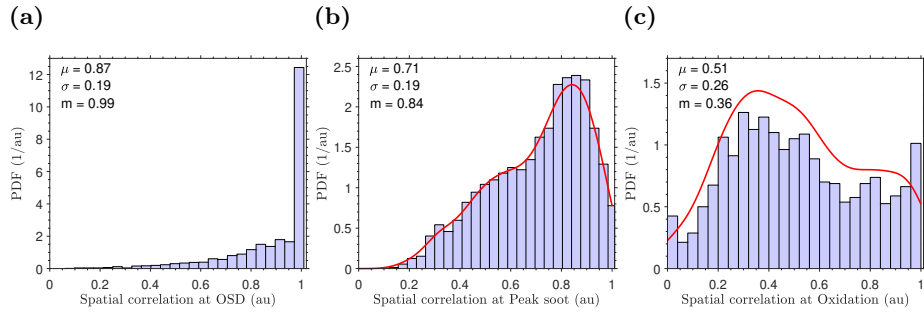 (a)
(b)
(c)
μ = 0.87
σ = 0.19
m = 0.99
PDF (1/au)
12
10
8
6
4
2
0
0
0.2
0.4
0.6
0.8
1
Spatial correlation at OSD (au)
μ = 0.71
σ = 0.19
m = 0.84
PDF (1/au)
2.5
2
1.5
1
0.5
0
0
0.2
0.4
0.6
0.8
1
Spatial correlation at Peak soot (au)
μ = 0.51
σ = 0.26
m = 0.36
PDF (1/au)
1.5
1
0.5
0
0
0.2
0.4
0.6
0.8
1
Spatial correlation at Oxidation (au)